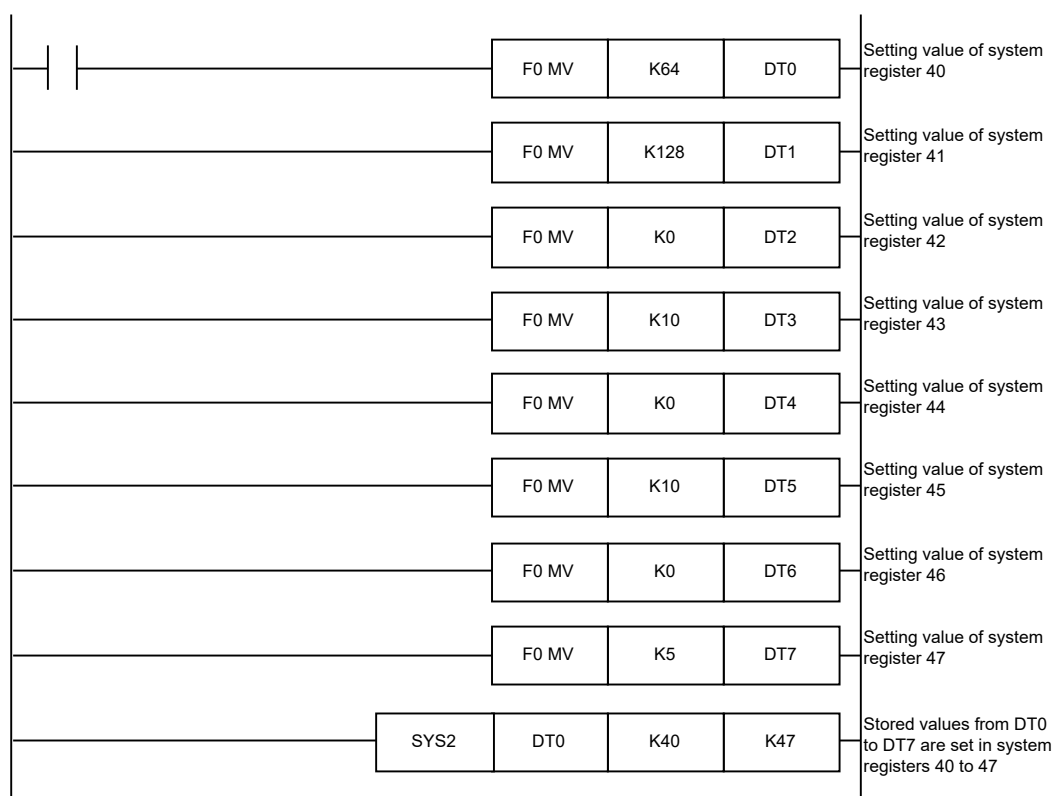 F0 MV K64 DT0 Setting value of system
register 40
F0 MV K128 DT1 Setting value of system
register 41
F0 MV K0 DT2 Setting value of system
register 42
F0 MV K10 DT3 Setting value of system
register 43
F0 MV K0 DT4 Setting value of system
register 44
F0 MV K10 DT5 Setting value of system
register 45
F0 MV K0 DT6 Setting value of system
register 46
F0 MV K5 DT7 Setting value of system
register 47
SYS2 DT0 K40 K47 Stored values from DT0
to DT7 are set in system
registers 40 to 47